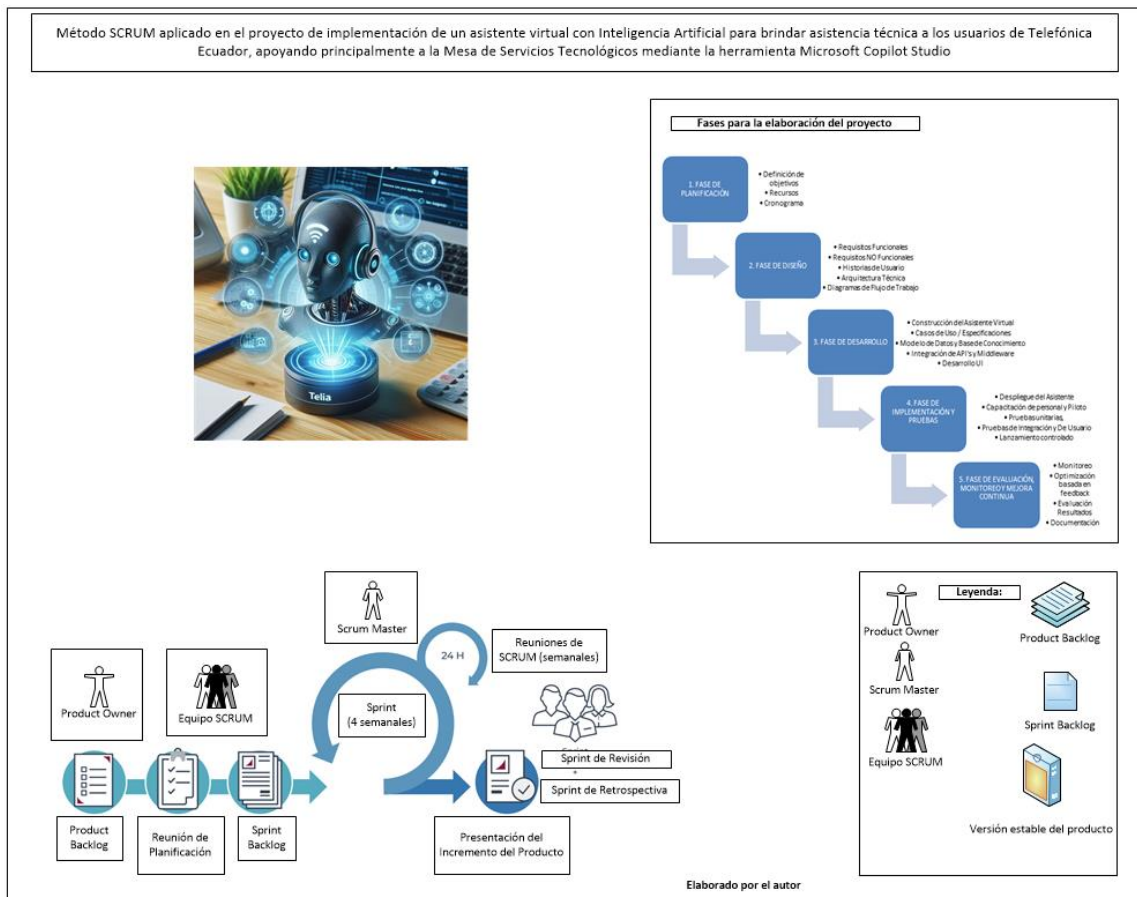 Método SCRUM aplicado en el proyecto de implementación de un asistente virtual con Inteligencia Artificial para brindar asistencia técnica a los usuarios de Telefónica
Ecuador, apoyando principalmente a la Mesa de Servicios Tecnológicos mediante la herramienta Microsoft Copilot Studio
Telia
Fases para la elaboración del proyecto
1. FASE DE
PLANIFICACIÓN
• Definición de
objetivos
• Recursos
• Cronograma
2. FASE DE DISEÑO
• Requisitos Funcionales
• Requisitos NO Funcionales
• Historias de Usuario
• Arquitectura Técnica
• Diagramas de Flujo de Trabajo
3. FASE DE DESARROLLO
• Construcción del Asistente Virtual
• Casos de Uso / Especificaciones
• Modelo de Datos y Base de Conocimiento
• Integración de API's y Middleware
• Desarrollo UI
4. FASE DE
IMPLEMENTACIÓN Y
PRUEBAS
• Despliegue del Asistente
• Capacitación de personal y Piloto
• Pruebas unitarias,
• Pruebas de Integración y De Usuario
• Lanzamiento controlado
5. FASE DE EVALUACIÓN,
MONITOREO Y MEJORA
CONTINUA
• Monitoreo
• Optimización
basada en
feedback
• Evaluación
Resultados
• Documentación
Product Owner
Equipo SCRUM
Scrum Master
24 H
Reuniones de
SCRUM (semanales)
Sprint
(4 semanales)
Sprint de Revisión
Sprint de Retrospectiva
Product
Backlog
Reunión de
Planificación
Sprint
Backlog
Presentación del
Incremento del Producto
Leyenda:
Product Owner
Product Backlog
Scrum Master
Sprint Backlog
Equipo SCRUM
Versión estable del producto
Elaborado por el autor